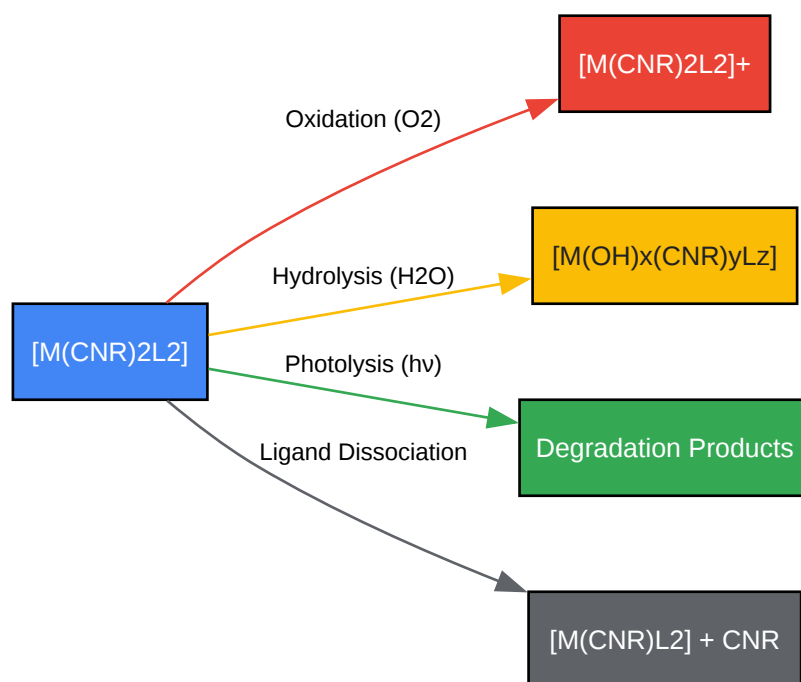 [M(CNR)2L2]+
Oxidation (O2)
[M(OH)x(CNR)yLz]
Hydrolysis (H2O)
[M(CNR)2L2]
Photolysis (hν)
Degradation Products
Ligand Dissociation
[M(CNR)L2] + CNR